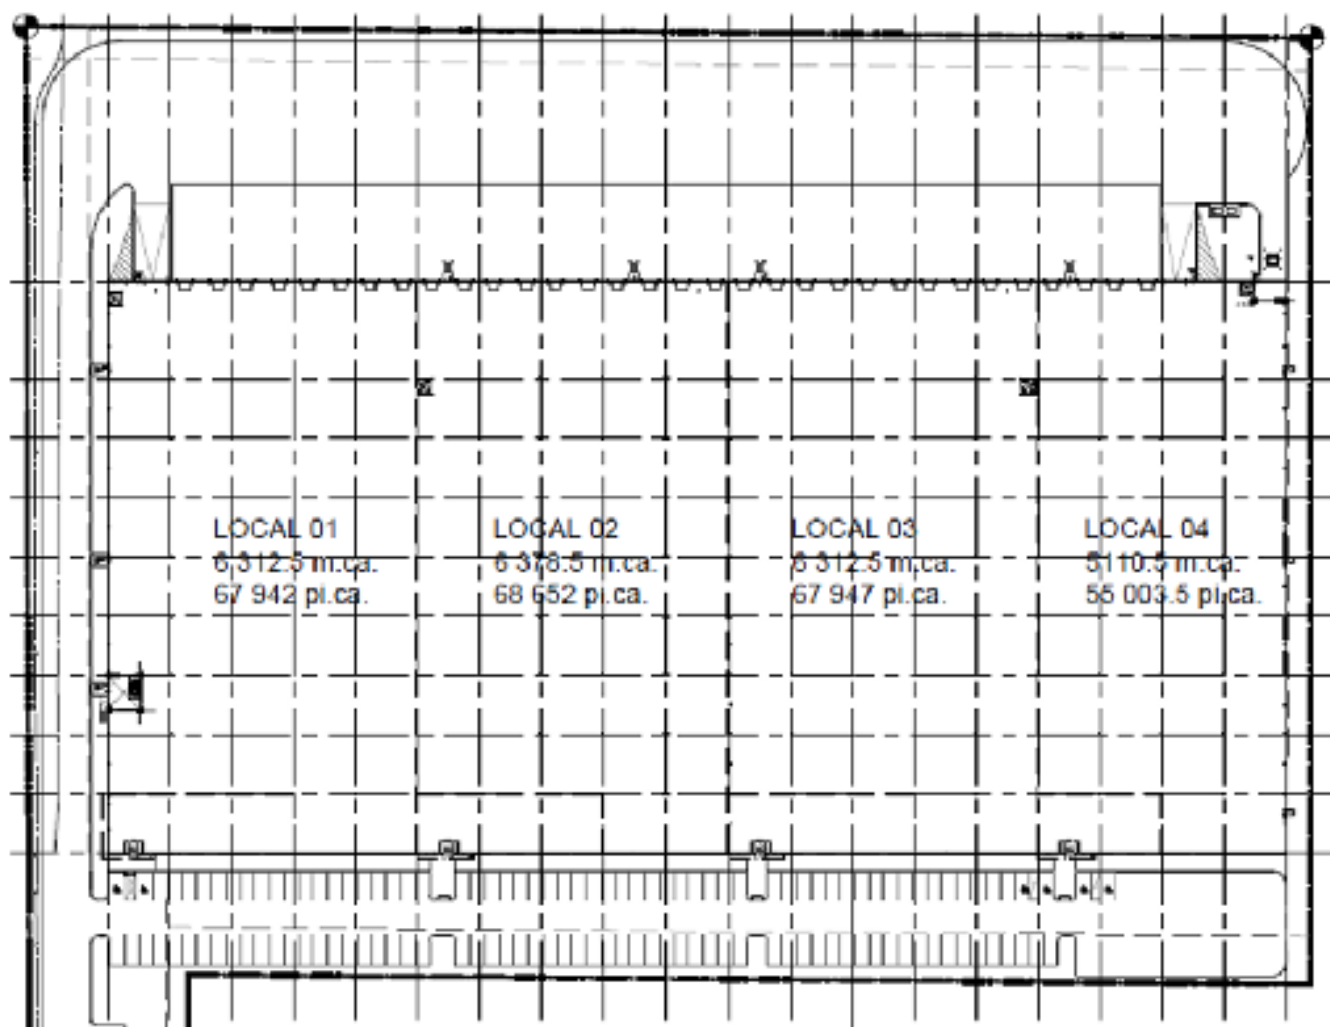 LOCAL 01
6 312.5 m.ca.
67 942 pi.ca.
LOCAL 02
6 378.5 m.ca.
68 652 pi.ca.
LOCAL 03
6 312.5 m.ca.
67 947 pi.ca.
LOCAL 04
5110.5 m.ca.
55 003.5 pi.ca.